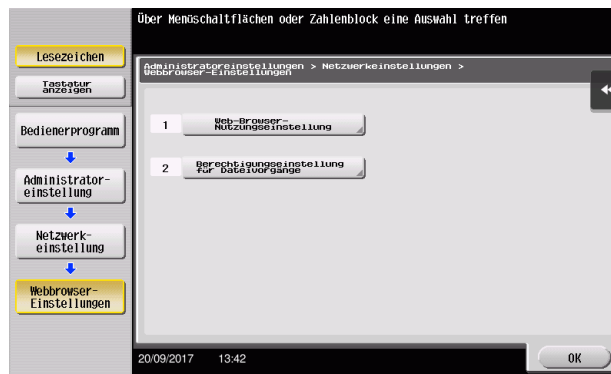 Über Menüschaltflächen oder Zahlenblock eine Auswahl treffen
Lesezeichen
Tastatur
anzeigen
Bedienerprogramm
Administrator-
einstellung
Netzwerk-
einstellung
Webbrowser-
Einstellungen
Administratoreinstellungen > Netzwerkeinstellungen >
Webbrowser-Einstellungen
1 Web-Browser-
Nutzungseinstellung
2 Berechtigungseinstellung
für Dateivorgänge
20/09/2017 13:42
OK